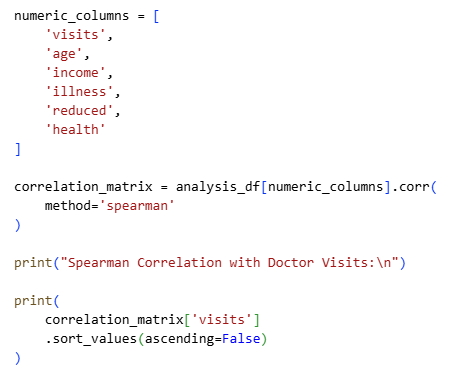 numeric_columns = [
    'visits',
    'age',
    'income',
    'illness',
    'reduced',
    'health'
]
correlation_matrix = analysis_df[numeric_columns].corr(
    method='spearman'
)
print("Spearman Correlation with Doctor Visits:\n")
print(
    correlation_matrix['visits']
    .sort_values(ascending=False)
)